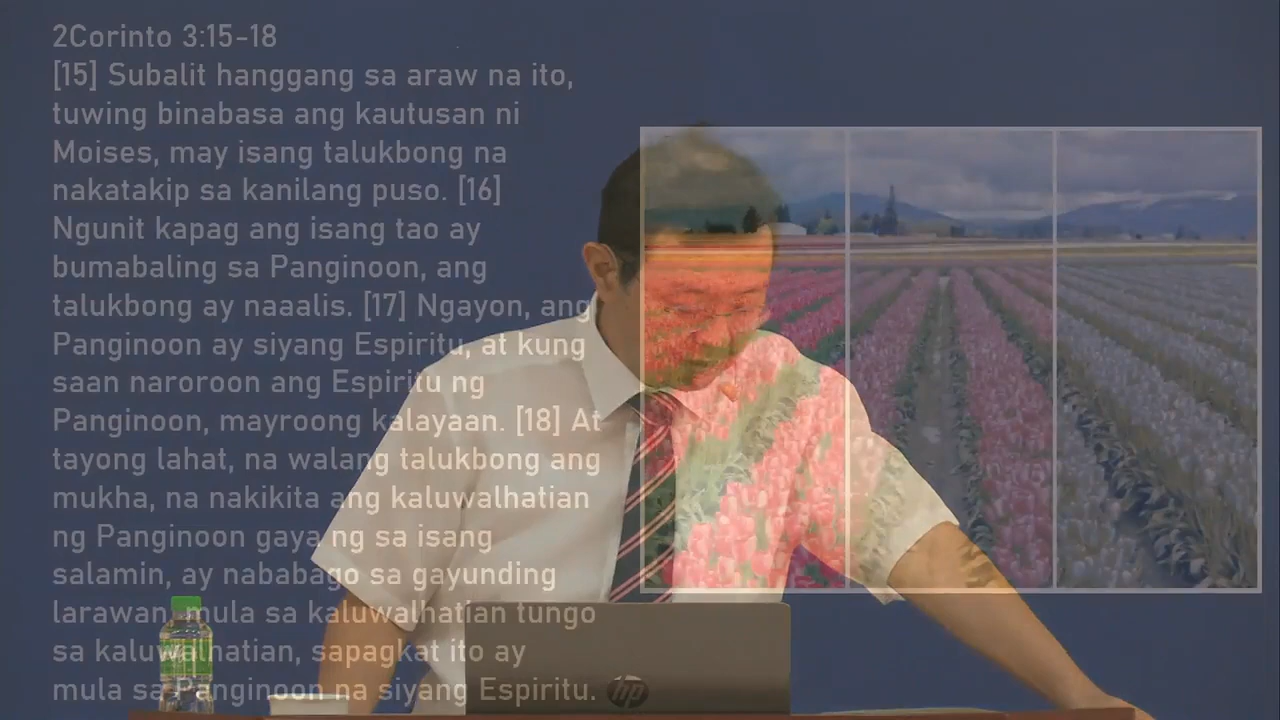 2Corinto 3:15-18
[15] Subalit hanggang sa araw na ito,
tuwing binabasa ang kautusan ni
Moises, may isang talukbong na
nakatakip sa kanilang puso. [16]
Ngunit kapag ang isang tao ay
bumabaling sa Panginoon, ang
talukbong ay naaalis. [17] Ngayon, ang
Panginoon ay siyang Espiritu, at kung
saan naroroon ang Espiritu ng
Panginoon, mayroong kalayaan. [18] At
tayong lahat, na walang talukbong ang
mukha, na nakikita ang kaluwalhatian
ng Panginoon gaya ng sa isang
salamin, ay nababago sa gayunding
larawan, mula sa kaluwalhatian tungo
sa kaluwalhatian, sapagkat ito ay
mula sa Panginoon na siyang Espiritu.
hp